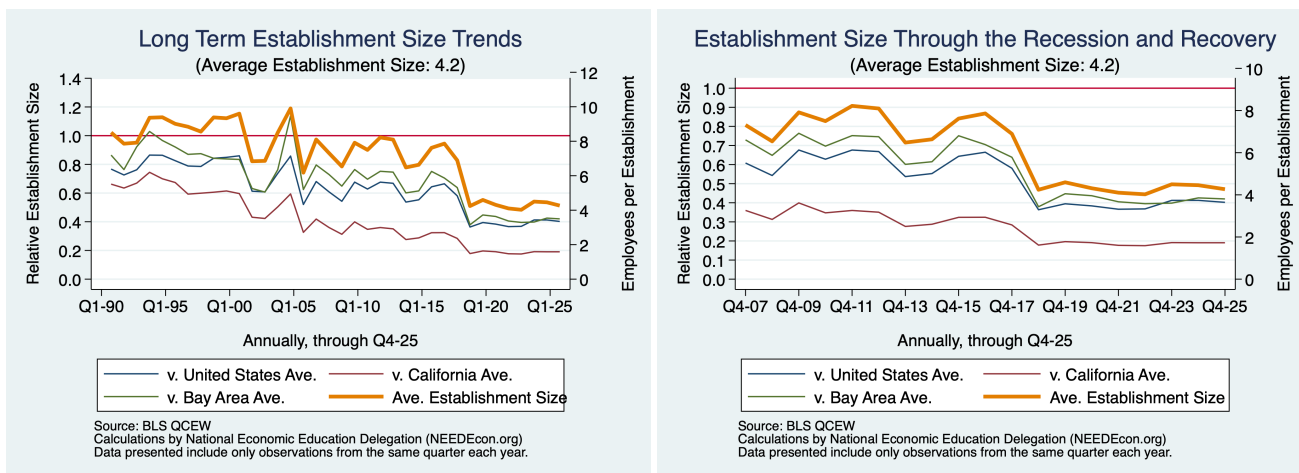 Long Term Establishment Size Trends
(Average Establishment Size: 4.2)
Relative Establishment Size
1.4
1.2
1.0
0.8
0.6
0.4
0.2
0.0
12
10
8
6
4
2
0
Employees per Establishment
Q1-90 Q1-95 Q1-00 Q1-05 Q1-10 Q1-15 Q1-20 Q1-25
Annually, through Q4-25
v. United States Ave. v. California Ave.
v. Bay Area Ave. Ave. Establishment Size
Source: BLS QCEW
Calculations by National Economic Education Delegation (NEEDEcon.org)
Data presented include only observations from the same quarter each year.
Establishment Size Through the Recession and Recovery
(Average Establishment Size: 4.2)
Relative Establishment Size
1.0
0.9
0.8
0.7
0.6
0.5
0.4
0.3
0.2
0.1
0.0
10
8
6
4
2
0
Employees per Establishment
Q4-07 Q4-09 Q4-11 Q4-13 Q4-15 Q4-17 Q4-19 Q4-21 Q4-23 Q4-25
Annually, through Q4-25
v. United States Ave. v. California Ave.
v. Bay Area Ave. Ave. Establishment Size
Source: BLS QCEW
Calculations by National Economic Education Delegation (NEEDEcon.org)
Data presented include only observations from the same quarter each year.